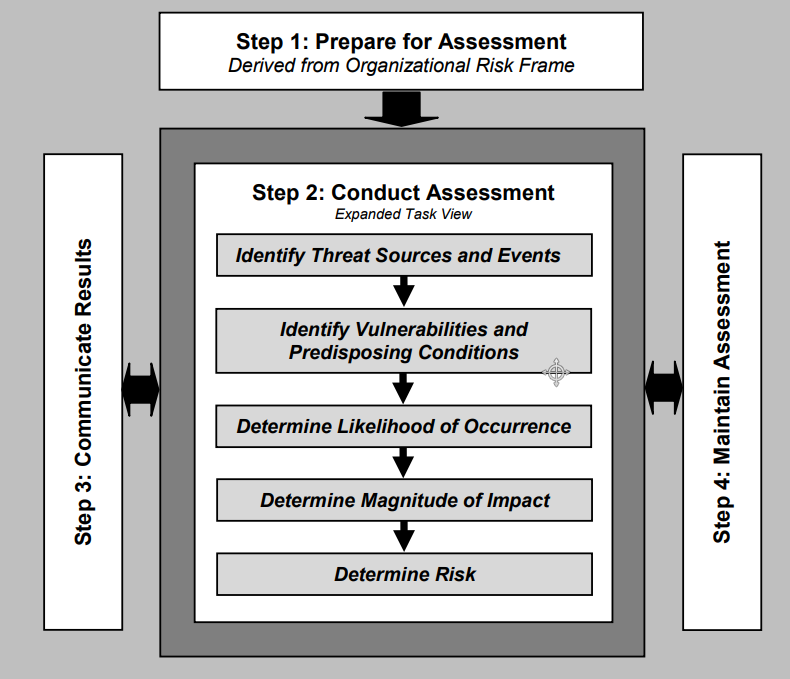 Step 1: Prepare for Assessment
Derived from Organizational Risk Frame
Step 2: Conduct Assessment
Expanded Task View
Identify Threat Sources and Events
Identify Vulnerabilities and
Predisposing Conditions
Determine Likelihood of Occurrence
Determine Magnitude of Impact
Determine Risk
Step 3: Communicate Results
Step 4: Maintain Assessment